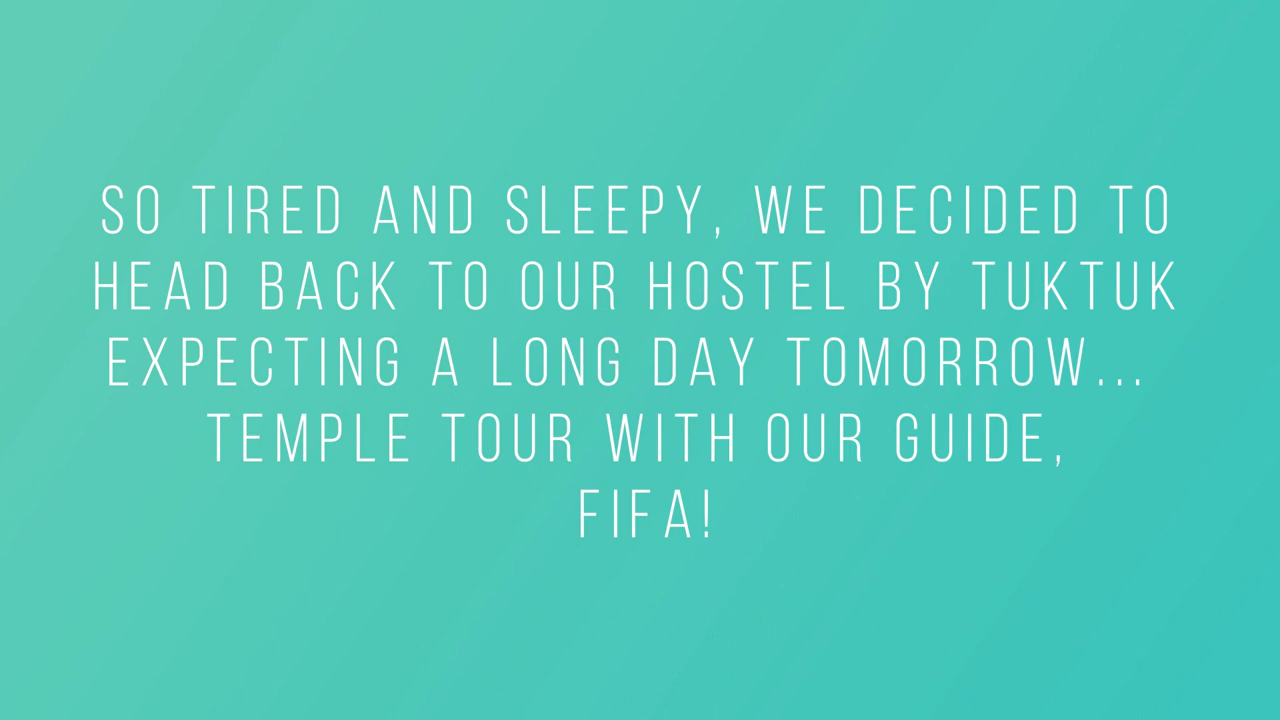 SO TIRED AND SLEEPY, WE DECIDED TO
HEAD BACK TO OUR HOSTEL BY TUKTUK
EXPECTING A LONG DAY TOMORROW...
TEMPLE TOUR WITH OUR GUIDE,
FIFA!